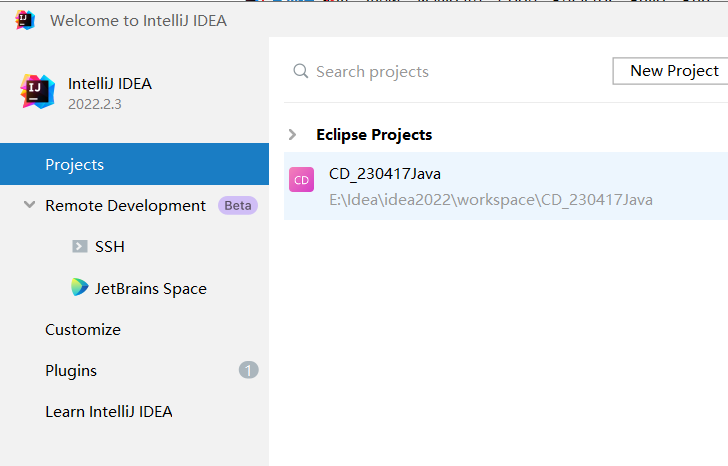 Welcome to IntelliJ IDEA
IntelliJ IDEA
2022.2.3
Search projects
New Project
Projects
Eclipse Projects
CD
CD_230417Java
E:\Idea\idea2022\workspace\CD_230417Java
Remote Development Beta
SSH
JetBrains Space
Customize
Plugins 1
Learn IntelliJ IDEA